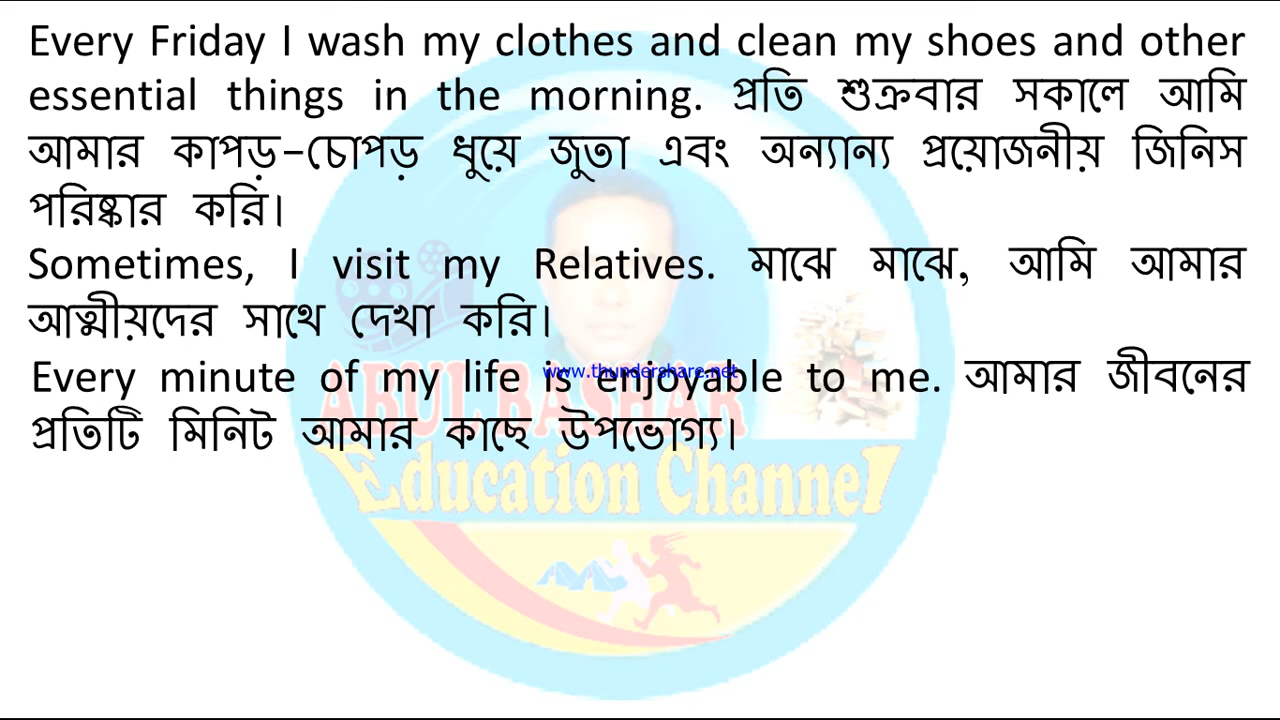 Every Friday I wash my clothes and clean my shoes and other
essential things in the morning. প্রতি শুক্রবার সকালে আমি
আমার কাপড়-চোপড় ধুয়ে জুতা এবং অন্যান্য প্রয়োজনীয় জিনিস
পরিষ্কার করি।
Sometimes, I visit my Relatives. মাঝে মাঝে, আমি আমার
আত্মীয়দের সাথে দেখা করি।
www.thundershare.net
Every minute of my life is enjoyable to me. আমার জীবনের
প্রতিটি মিনিট আমার কাছে উপভোগ্য।
ABUL BASHAR
Education Channel